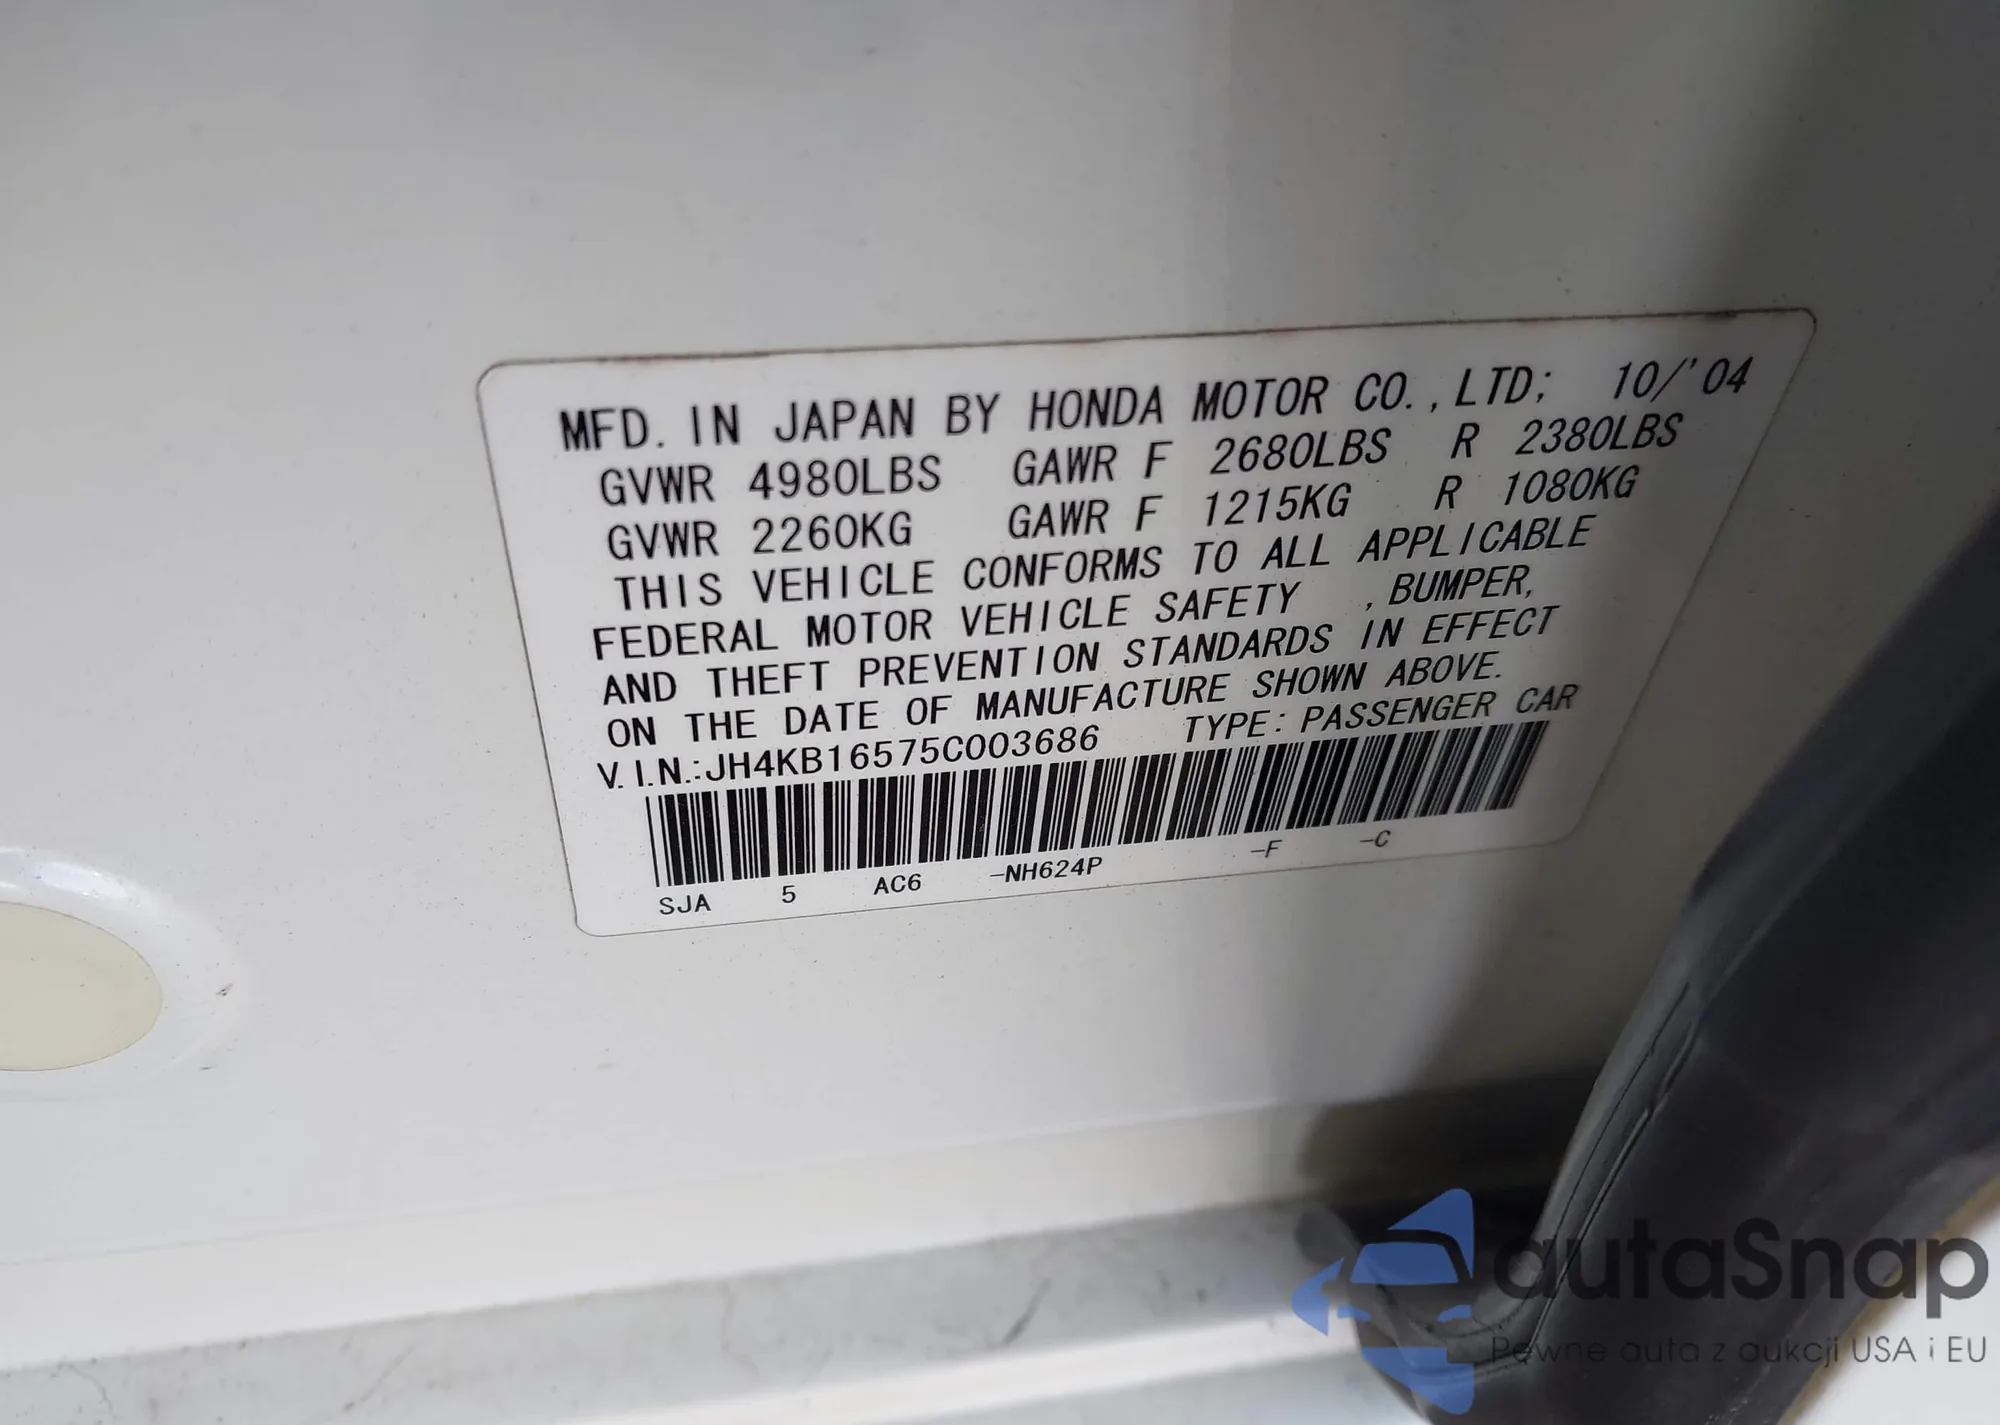 MFD. IN JAPAN BY HONDA MOTOR CO.,LTD; 10/'04
GVWR 4980LBS GAWR F 2680LBS R 2380LBS
GVWR 2260KG GAWR F 1215KG R 1080KG
THIS VEHICLE CONFORMS TO ALL APPLICABLE
FEDERAL MOTOR VEHICLE SAFETY , BUMPER,
AND THEFT PREVENTION STANDARDS IN EFFECT
ON THE DATE OF MANUFACTURE SHOWN ABOVE.
V.I.N.:JH4KB16575C003686 TYPE: PASSENGER CAR
SJA 5 AC6 -NH624P -F -C
autaSnap
Pewne auta z aukcji USA i EU